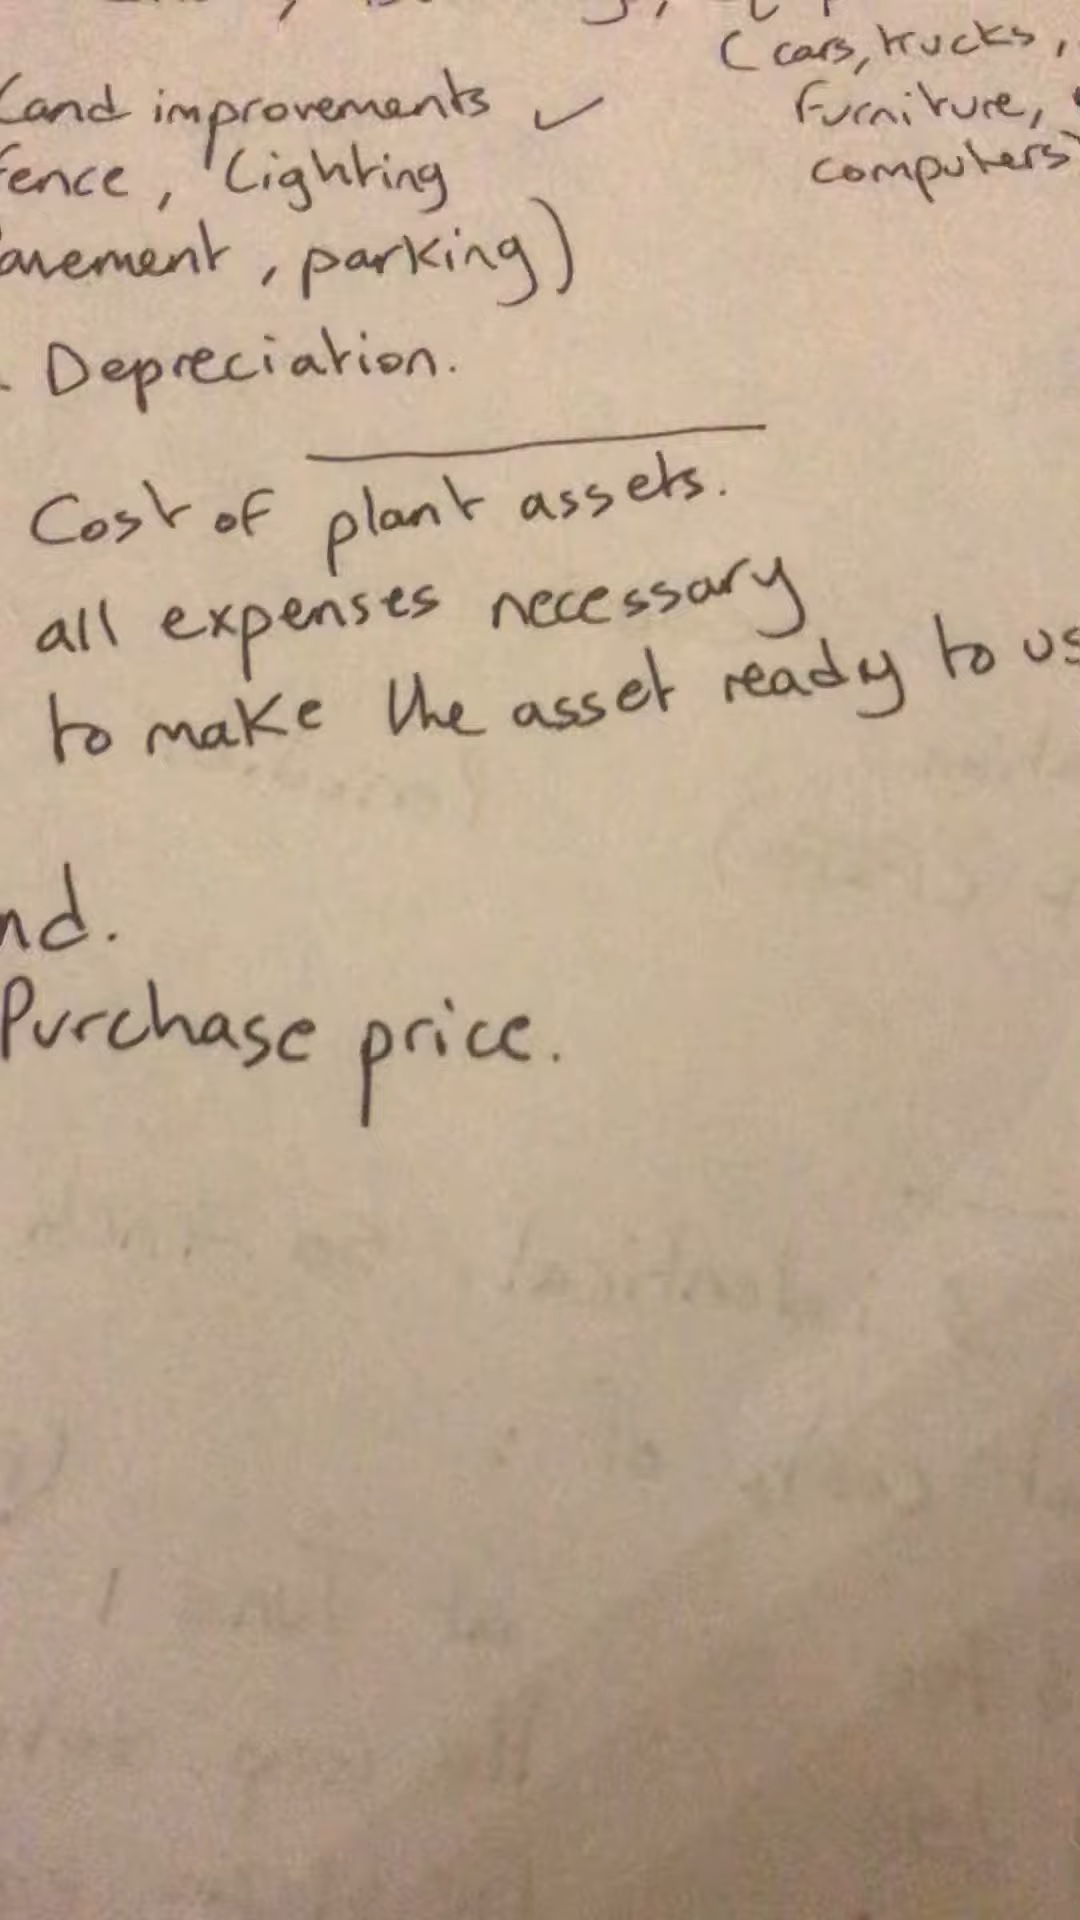 (cars, trucks,
Land improvements ✓ furniture,
fence, Lighting computers)
pavement, parking)
Depreciation.
Cost of plant assets.
all expenses necessary
to make the asset ready to us
nd.
Purchase price.